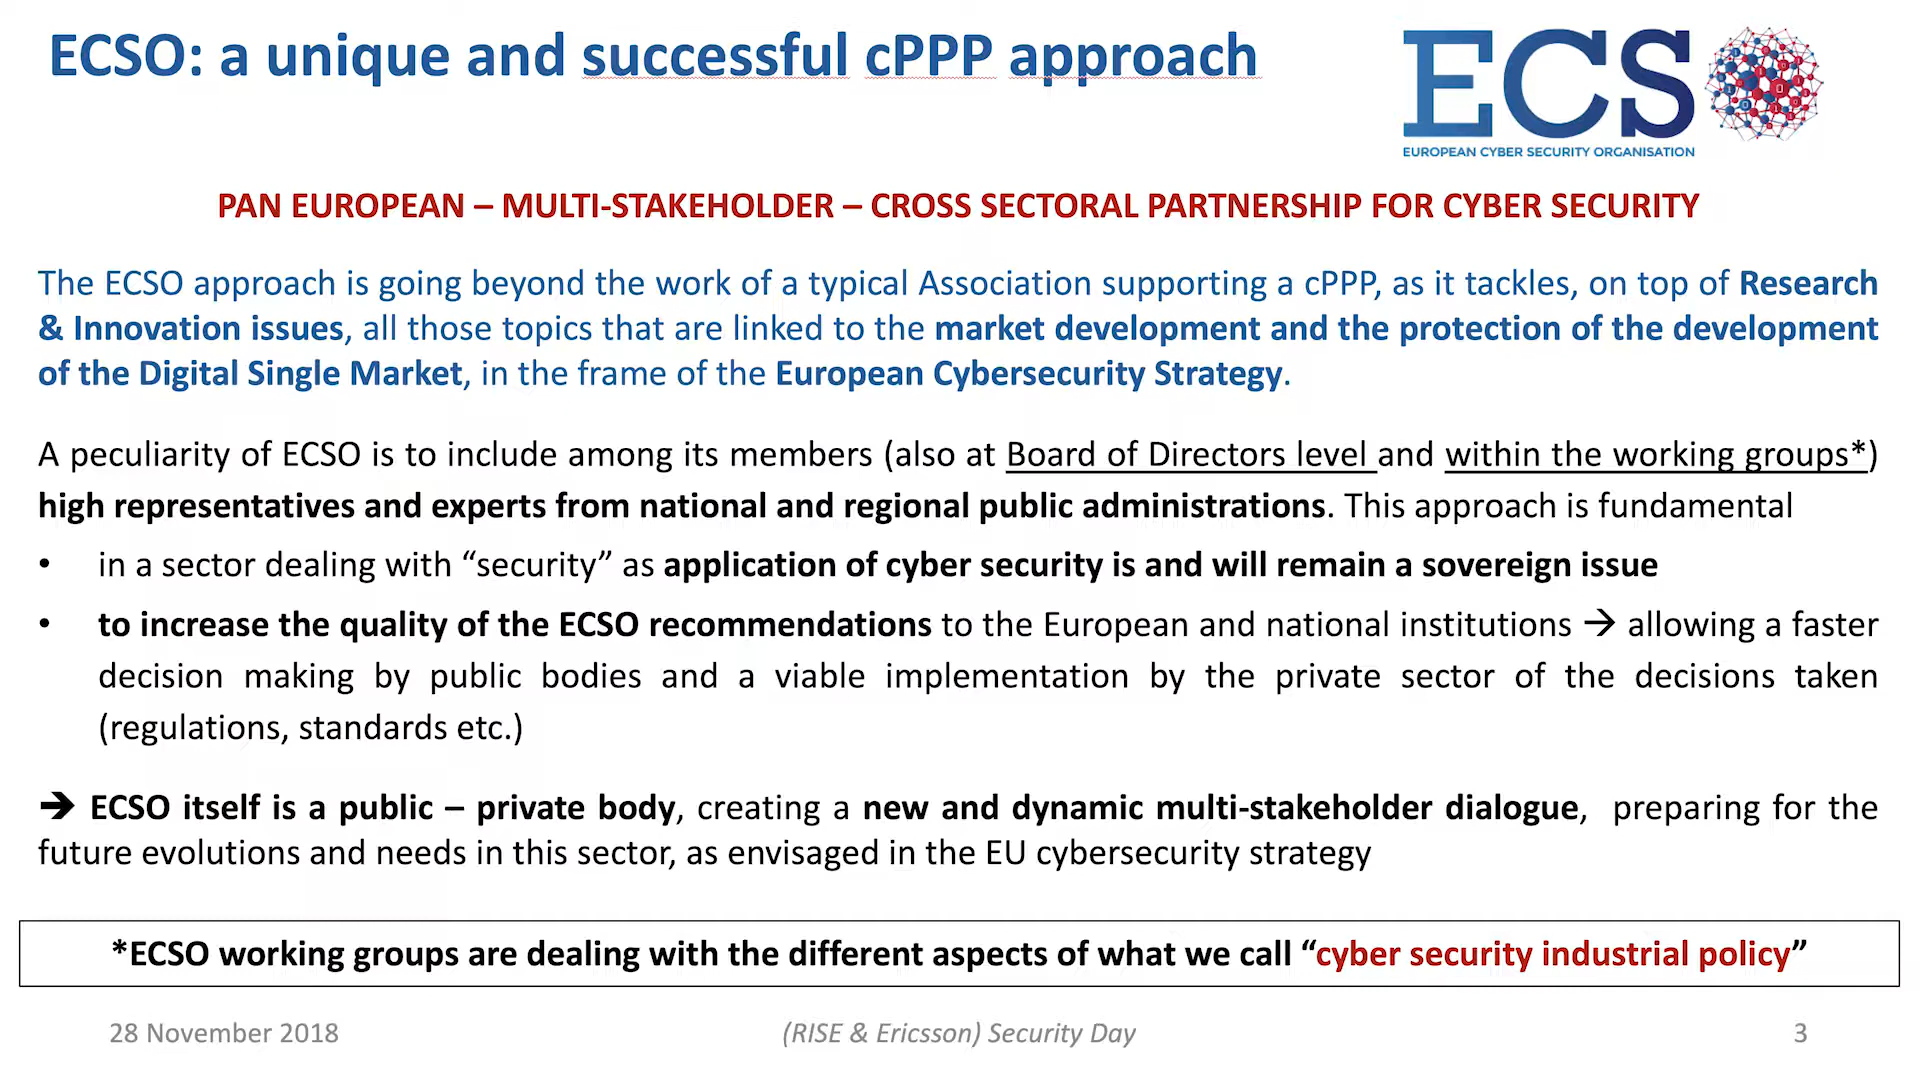 ECSO: a unique and successful cPPP approach
ECS
EUROPEAN CYBER SECURITY ORGANISATION
PAN EUROPEAN – MULTI-STAKEHOLDER – CROSS SECTORAL PARTNERSHIP FOR CYBER SECURITY
The ECSO approach is going beyond the work of a typical Association supporting a cPPP, as it tackles, on top of Research
& Innovation issues, all those topics that are linked to the market development and the protection of the development
of the Digital Single Market, in the frame of the European Cybersecurity Strategy.
A peculiarity of ECSO is to include among its members (also at Board of Directors level and within the working groups*)
high representatives and experts from national and regional public administrations. This approach is fundamental
• in a sector dealing with “security” as application of cyber security is and will remain a sovereign issue
• to increase the quality of the ECSO recommendations to the European and national institutions → allowing a faster
decision making by public bodies and a viable implementation by the private sector of the decisions taken
(regulations, standards etc.)
→ ECSO itself is a public – private body, creating a new and dynamic multi-stakeholder dialogue, preparing for the
future evolutions and needs in this sector, as envisaged in the EU cybersecurity strategy
*ECSO working groups are dealing with the different aspects of what we call “cyber security industrial policy”
28 November 2018
(RISE & Ericsson) Security Day
3